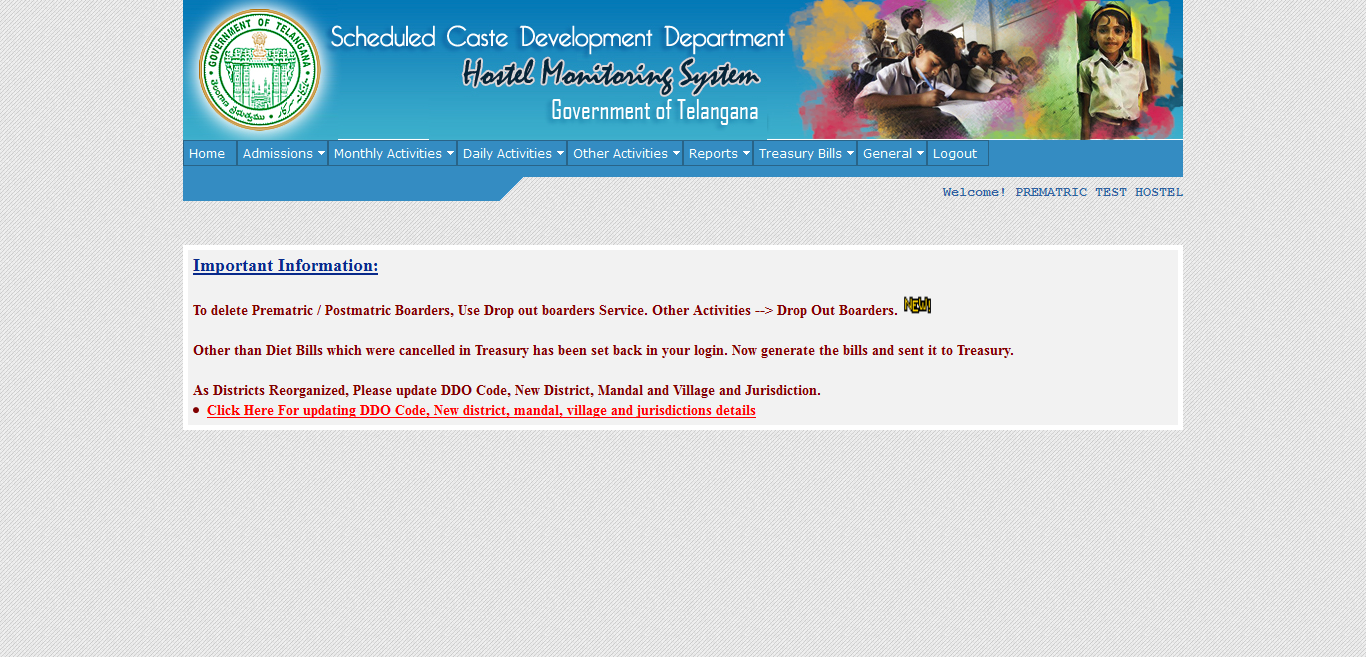 GOVERNMENT OF TELANGANA
Scheduled Caste Development Department
Hostel Monitoring System
Government of Telangana
Home Admissions Monthly Activities Daily Activities Other Activities Reports Treasury Bills General Logout
Welcome! PREMATRIC TEST HOSTEL
Important Information:
To delete Prematric / Postmatric Boarders, Use Drop out boarders Service. Other Activities --> Drop Out Boarders. NEW!
Other than Diet Bills which were cancelled in Treasury has been set back in your login. Now generate the bills and sent it to Treasury.
As Districts Reorganized, Please update DDO Code, New District, Mandal and Village and Jurisdiction.
Click Here For updating DDO Code, New district, mandal, village and jurisdictions details